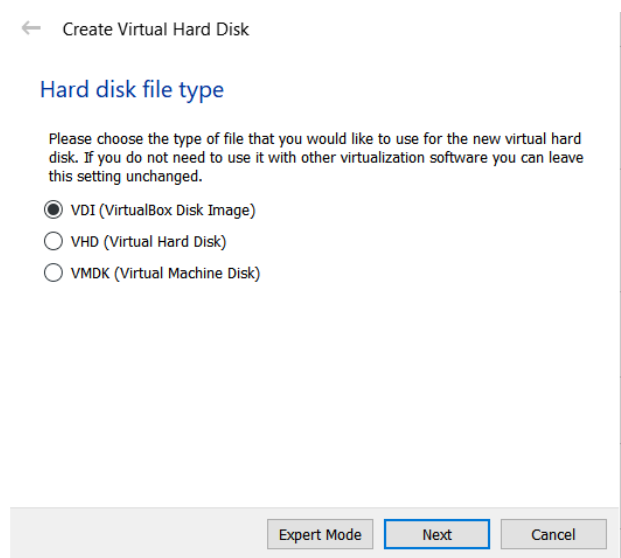 Create Virtual Hard Disk
Hard disk file type
Please choose the type of file that you would like to use for the new virtual hard
disk. If you do not need to use it with other virtualization software you can leave
this setting unchanged.
VDI (VirtualBox Disk Image)
VHD (Virtual Hard Disk)
VMDK (Virtual Machine Disk)
Expert Mode Next Cancel